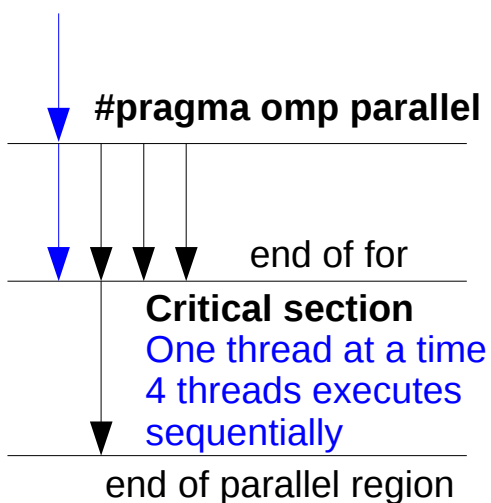 #pragma omp parallel
end of for
Critical section
One thread at a time
4 threads executes
sequentially
end of parallel region